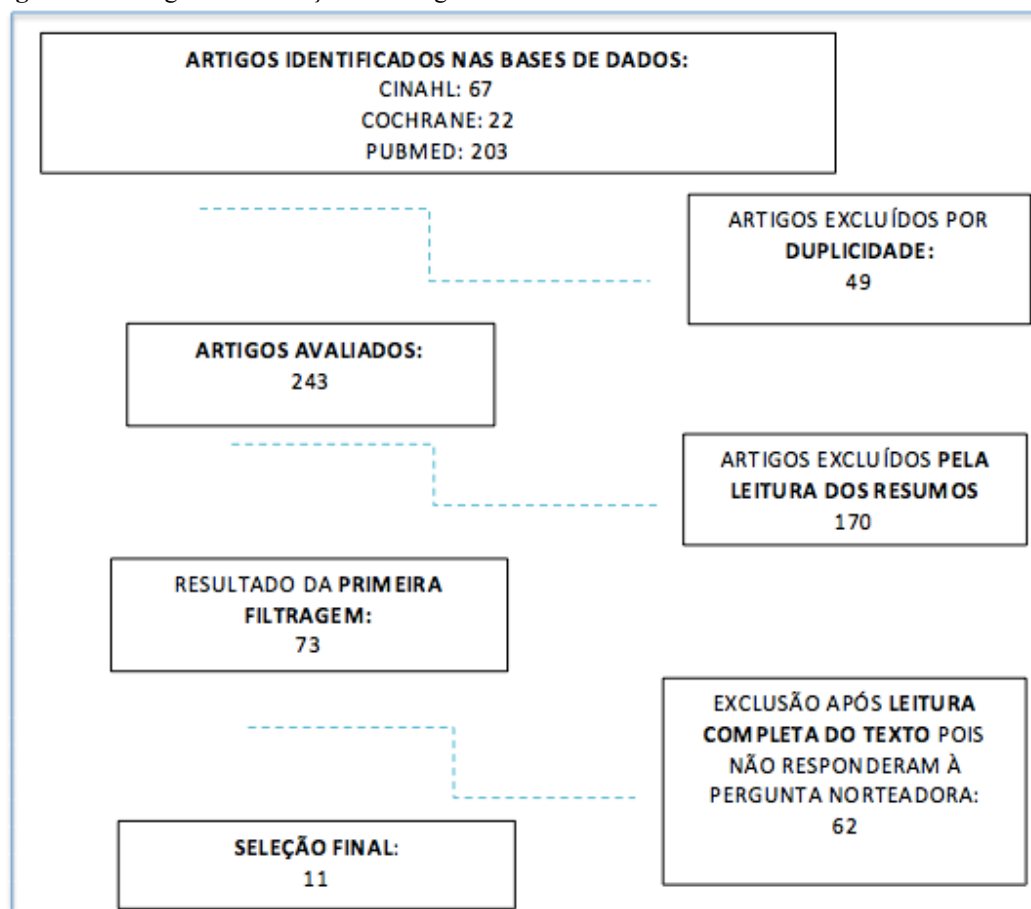 ARTIGOS IDENTIFICADOS NAS BASES DE DADOS:
CINAHL: 67
COCHRANE: 22
PUBMED: 203
ARTIGOS EXCLUÍDOS POR
DUPLICIDADE:
49
ARTIGOS AVALIADOS:
243
ARTIGOS EXCLUÍDOS PELA
LEITURA DOS RESUMOS
170
RESULTADO DA PRIMEIRA
FILTRAGEM:
73
EXCLUSÃO APÓS LEITURA
COMPLETA DO TEXTO POIS
NÃO RESPONDERAM À
PERGUNTA NORTEADORA:
62
SELEÇÃO FINAL:
11